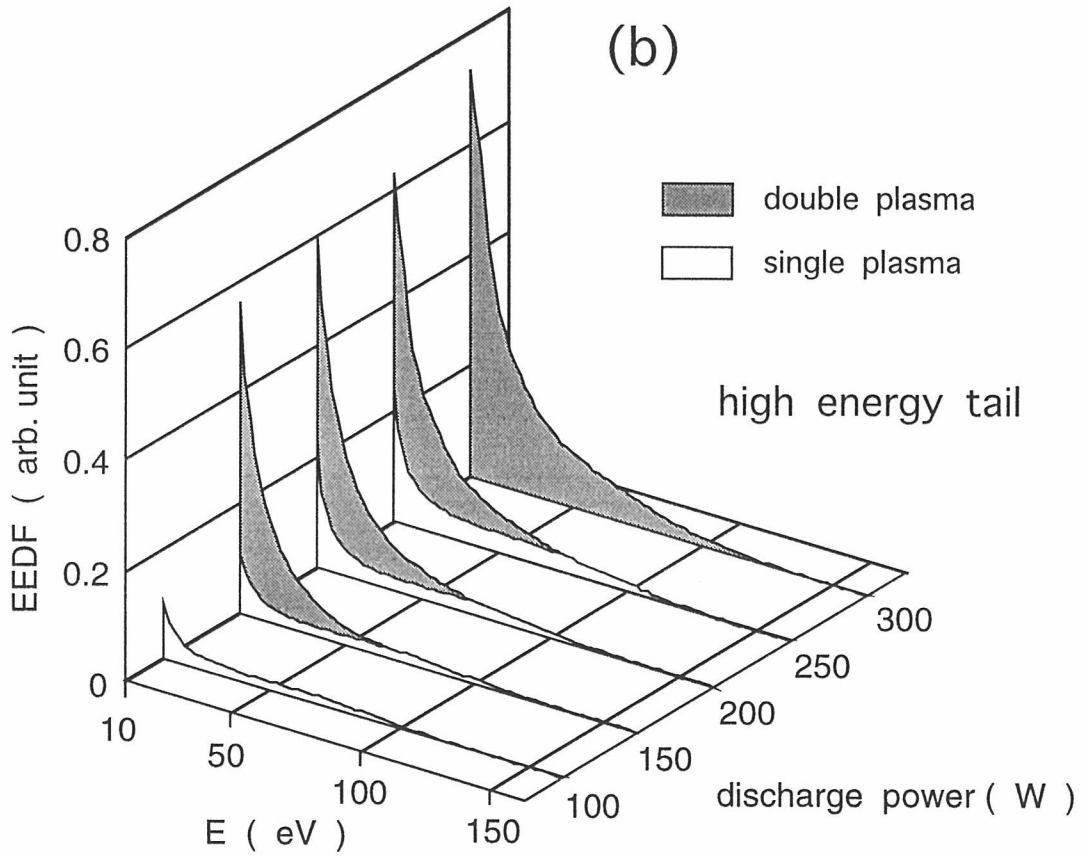 (b)
double plasma
single plasma
high energy tail
EEDF ( arb. unit )
0.8
0.6
0.4
0.2
0
10
50
100
150
E ( eV )
100
150
200
250
300
discharge power ( W )